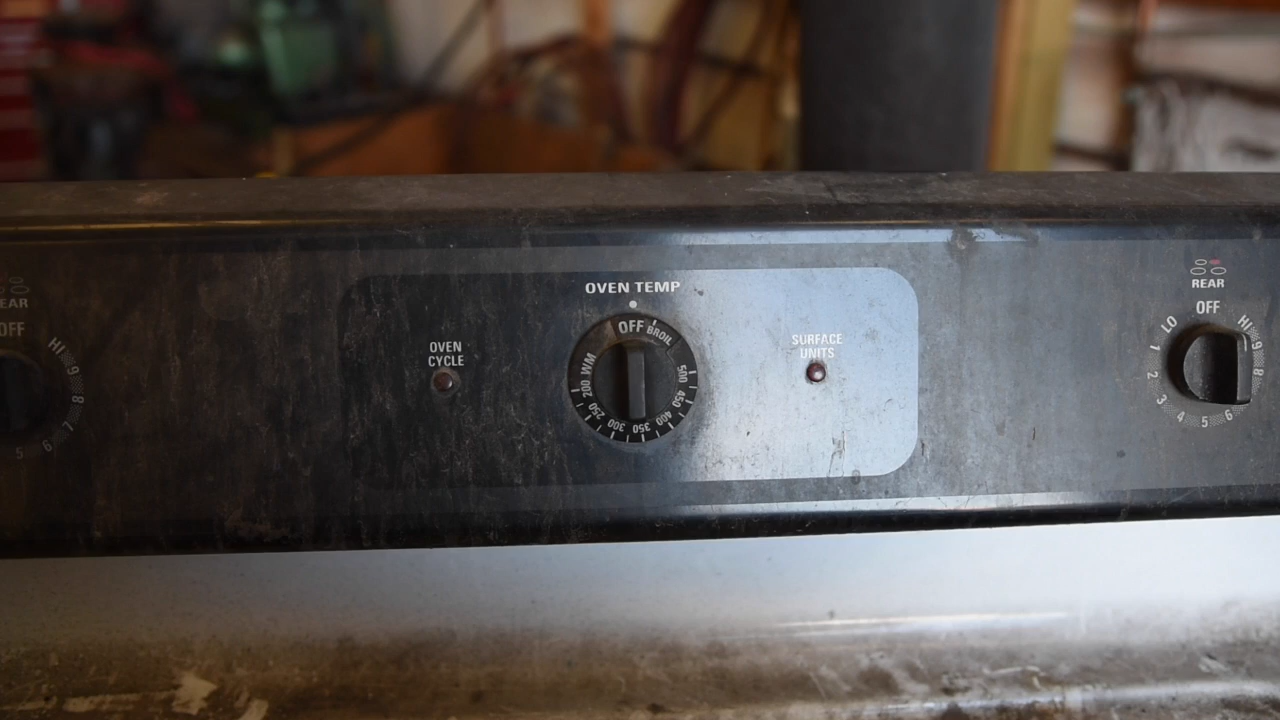 EAR
OFF
HI
9
8
7
6
5
OVEN
CYCLE
OVEN TEMP
OFF
BROIL
500
450
400
350
300
250
200
WM
SURFACE
UNITS
REAR
OFF
HI
9
8
6
5
4
3
2
1
LO